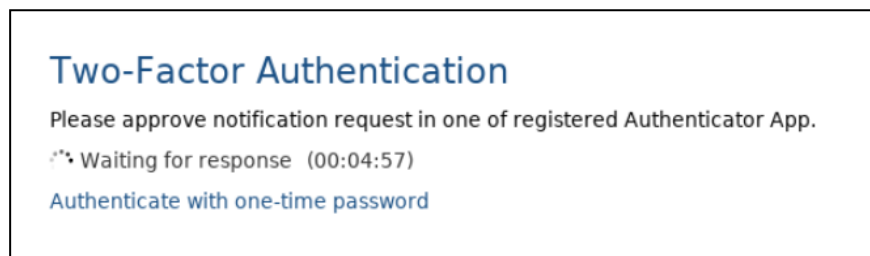 Two-Factor Authentication
Please approve notification request in one of registered Authenticator App.
Waiting for response (00:04:57)
Authenticate with one-time password